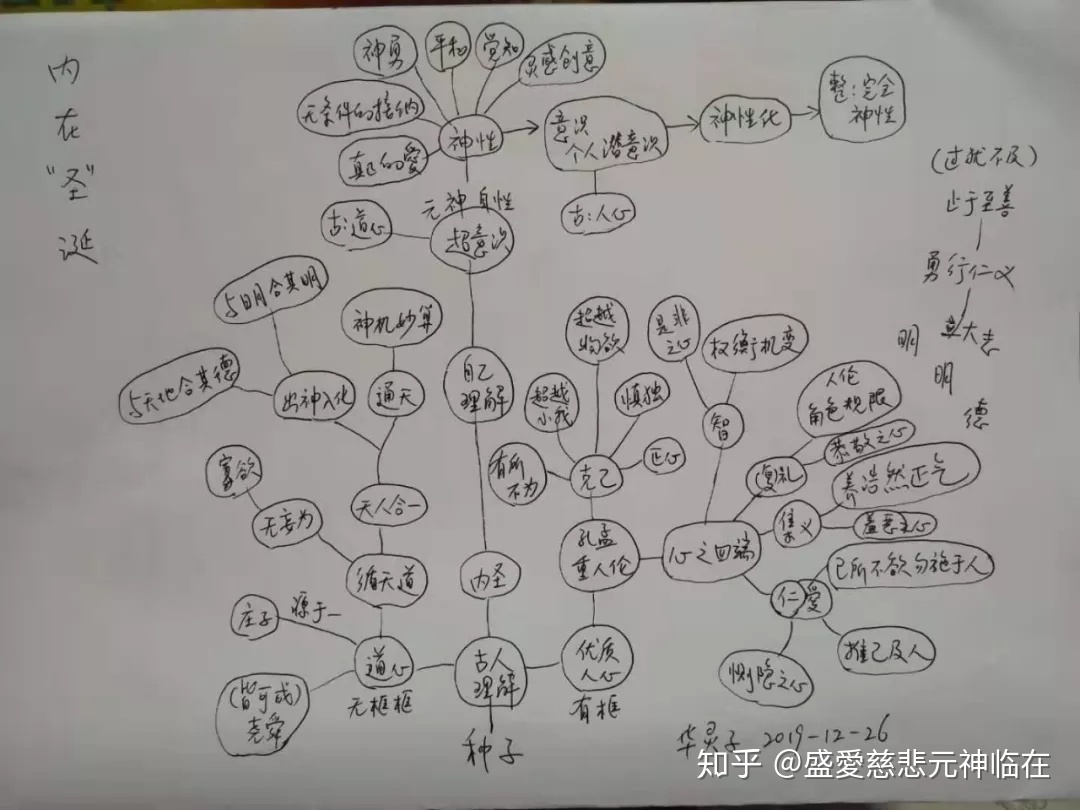 内
在
"圣"
诞
神勇
平和
觉知
灵感创意
无条件的接纳
真正的爱
神性
意识
个人潜意识
神性化
整:完全
神性
古:人心
元神自性
古:道心
超意识
(过犹不及)
止于至善
勇行仁义
立大志
明
明
德
与日月合其明
神机妙算
与天地合其德
出神入化
通天
寡欲
无妄为
天人合一
循天道
庄子
源于一
道心
无框框
(皆可成)
尧舜
自己
理解
内圣
古人
理解
种子
超越
物欲
超越
小我
慎独
有所
不为
克己
正心
孔孟
重人伦
优质
人心
有框
是非
之心
权衡机变
智
心之四端
人伦
角色规限
恭敬之心
复礼
养浩然正气
集义
羞恶之心
己所不欲勿施于人
仁爱
推己及人
恻隐之心
华灵子 2019-12-26
知乎 @盛愛慈悲元神临在